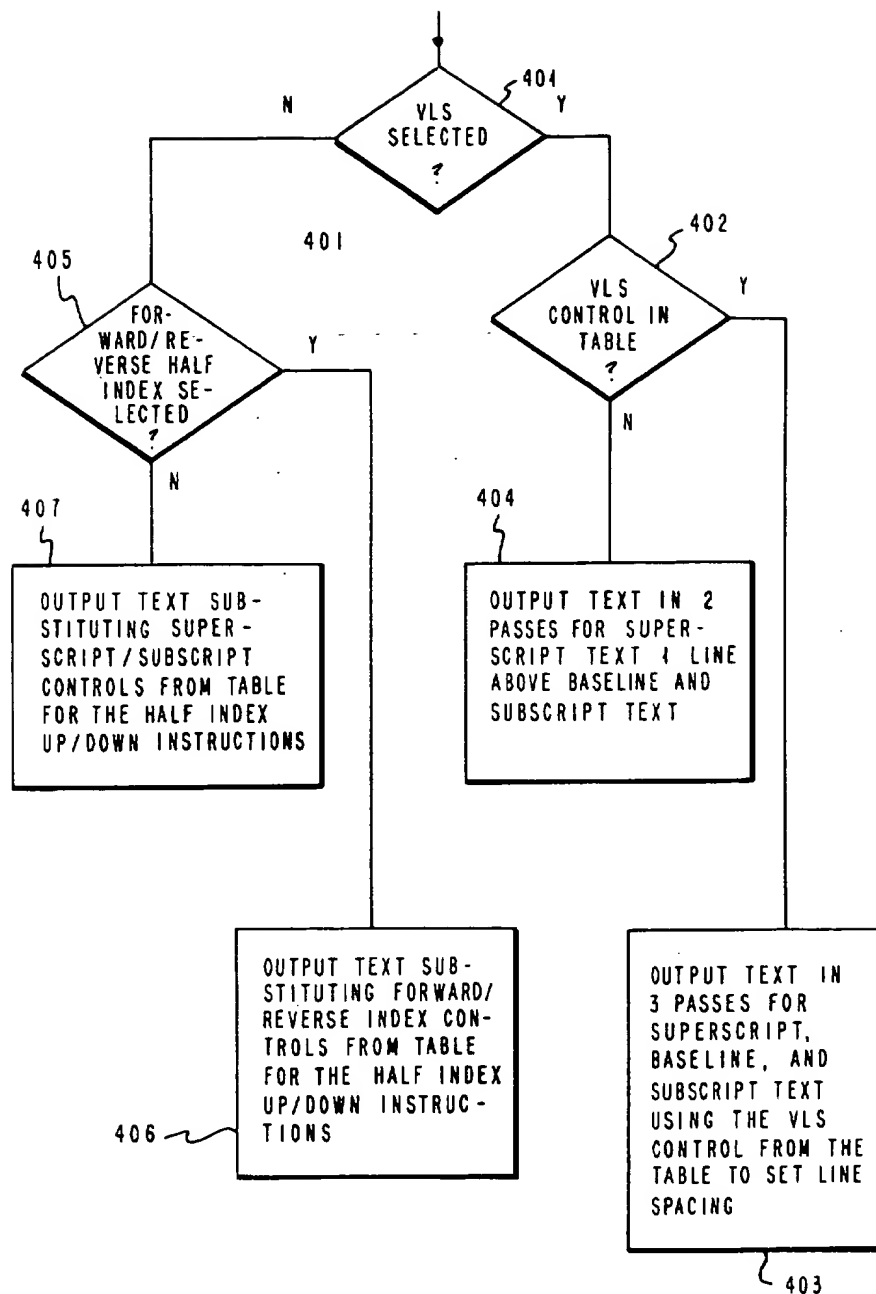 401
N
VLS
SELECTED
?
Y
401
402
405
VLS
CONTROL IN
TABLE
?
Y
FOR-
WARD/RE-
VERSE HALF
INDEX SE-
LECTED
?
Y
N
N
407
404
OUTPUT TEXT SUB-
STITUTING SUPER-
SCRIPT/SUBSCRIPT
CONTROLS FROM TABLE
FOR THE HALF INDEX
UP/DOWN INSTRUCTIONS
OUTPUT TEXT IN 2
PASSES FOR SUPER-
SCRIPT TEXT 1 LINE
ABOVE BASELINE AND
SUBSCRIPT TEXT
OUTPUT TEXT SUB-
STITUTING FORWARD/
REVERSE INDEX CON-
TROLS FROM TABLE
FOR THE HALF INDEX
UP/DOWN INSTRUC-
TIONS
406
OUTPUT TEXT IN
3 PASSES FOR
SUPERSCRIPT,
BASELINE, AND
SUBSCRIPT TEXT
USING THE VLS
CONTROL FROM THE
TABLE TO SET LINE
SPACING
403